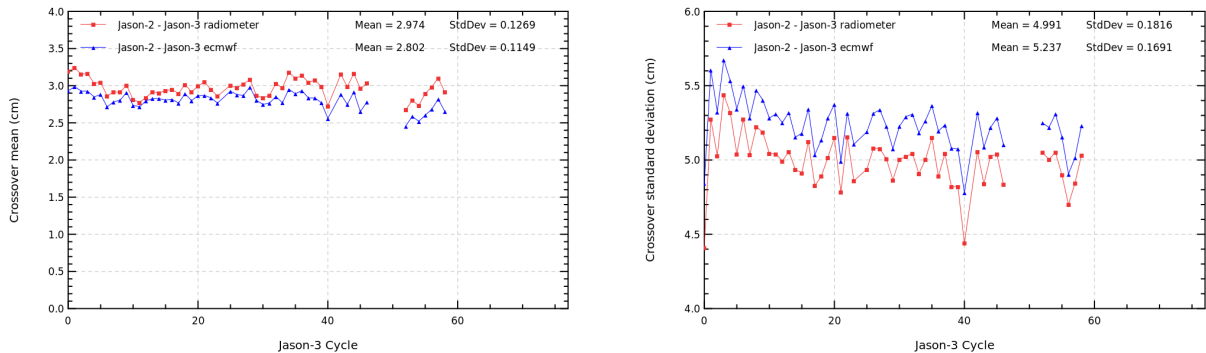 Jason-2 - Jason-3 radiometer Mean = 2.974 StdDev = 0.1269
Jason-2 - Jason-3 ecmwf Mean = 2.802 StdDev = 0.1149
Crossover mean (cm)
4.0
3.5
3.0
2.5
2.0
1.5
1.0
0.5
0.0
0 20 40 60
Jason-3 Cycle
Jason-2 - Jason-3 radiometer Mean = 4.991 StdDev = 0.1816
Jason-2 - Jason-3 ecmwf Mean = 5.237 StdDev = 0.1691
Crossover standard deviation (cm)
6.0
5.5
5.0
4.5
4.0
0 20 40 60
Jason-3 Cycle